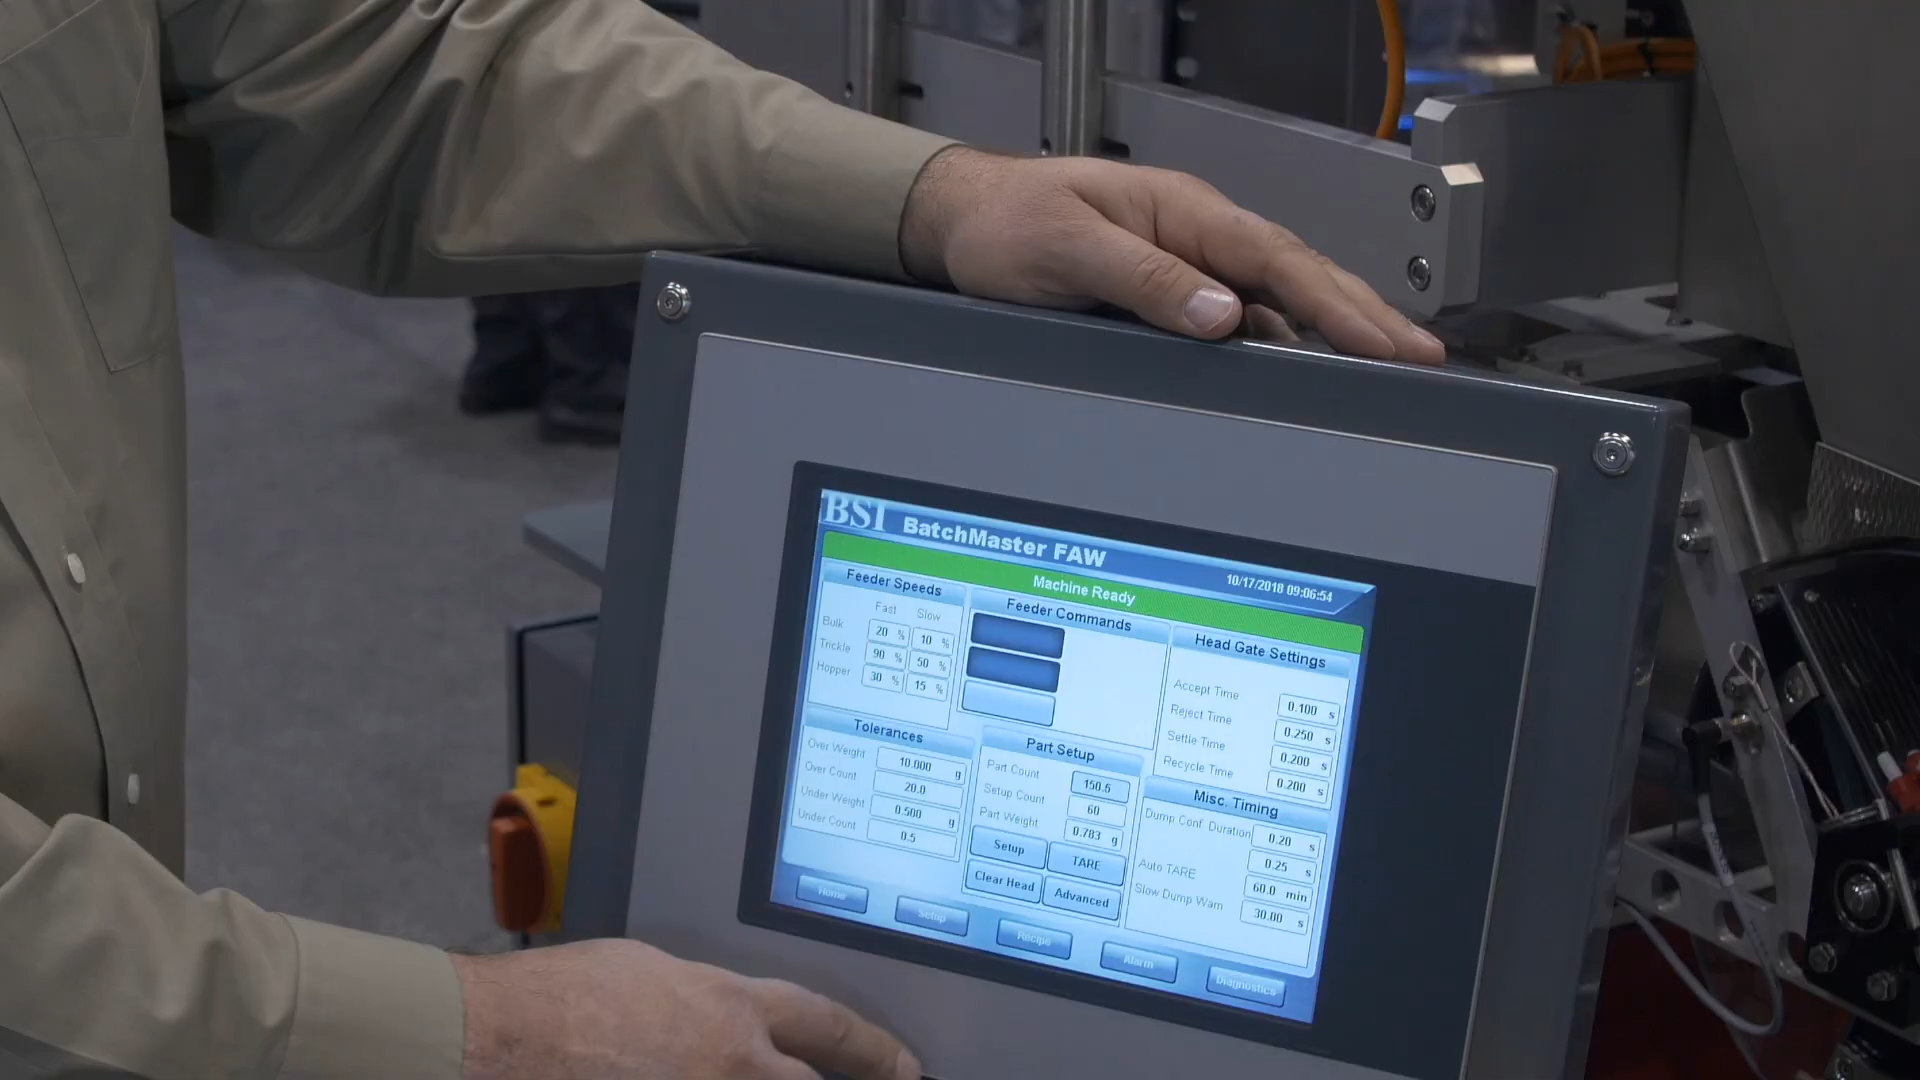 BSI BatchMaster FAW
10/17/2018 09:06:54
Machine Ready
Feeder Speeds
Fast Slow
Bulk 20 % 10 %
Trickle 90 % 50 %
Hopper 30 % 15 %
Feeder Commands
Head Gate Settings
Accept Time 0.100 s
Reject Time 0.250 s
Settle Time 0.200 s
Recycle Time 0.200 s
Tolerances
Over Weight 10.000 g
Over Count 20.0
Under Weight 0.500 g
Under Count 0.5
Part Setup
Part Count 150.5
Setup Count 60
Part Weight 0.783 g
Setup TARE
Clear Head Advanced
Misc. Timing
Dump Conf Duration 0.20 s
0.25 s
Auto TARE 60.0 min
Slow Dump Warn 30.00 s
Home Setup Recipe Alarm Diagnostics